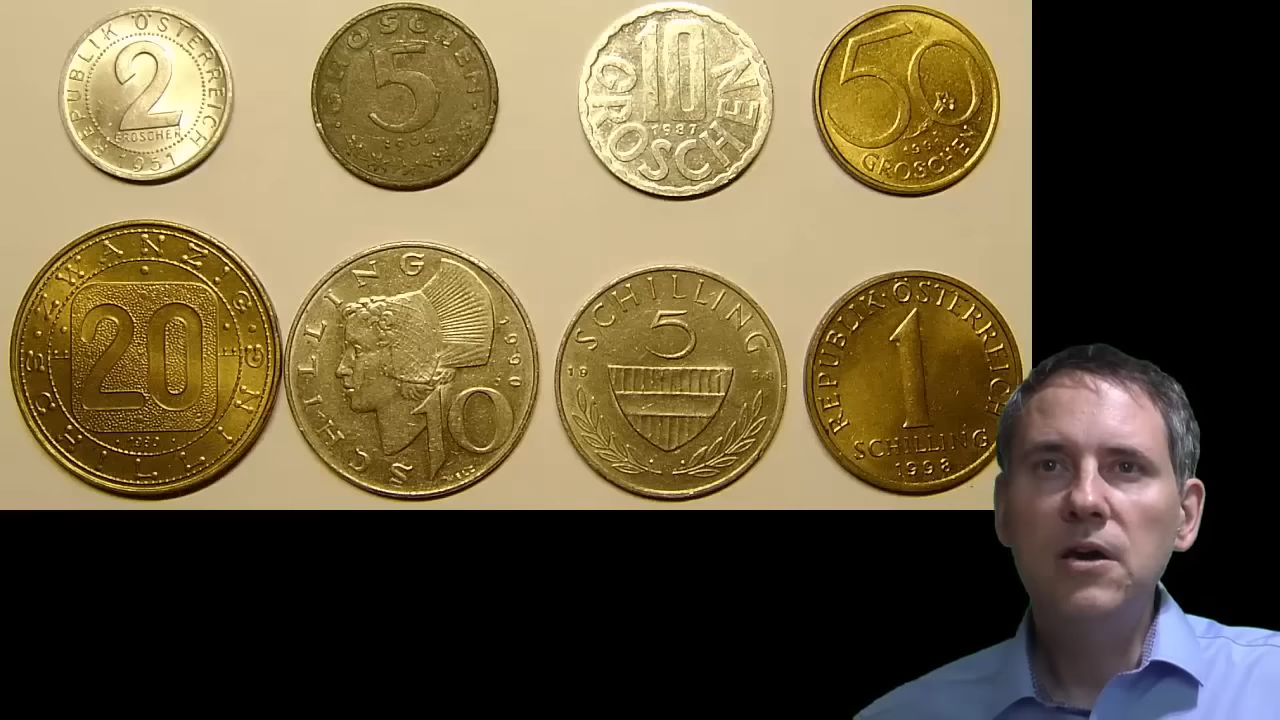 REPUBLIK ÖSTERREICH
2
GROSCHEN
1951
GROSCHEN
5
10
1987
GROSCHEN
50
GROSCHEN
ZWANZIG
20
SCHILLING
SCHILLING
1990
10
SCHILLING
5
19
REPUBLIK · ÖSTERREICH
1
SCHILLING
1998